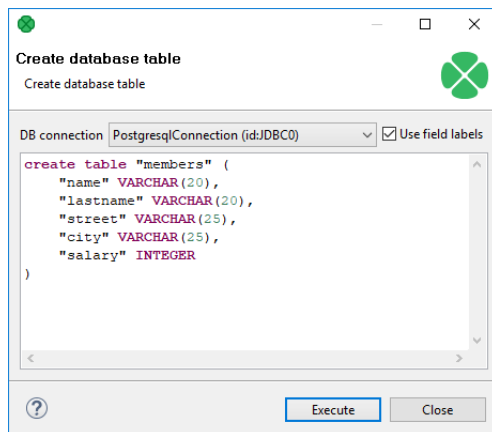 Create database table
Create database table
DB connection PostgresqlConnection (id:JDBC0) Use field labels
create table "members" (
    "name" VARCHAR(20),
    "lastname" VARCHAR(20),
    "street" VARCHAR(25),
    "city" VARCHAR(25),
    "salary" INTEGER
)
? Execute Close